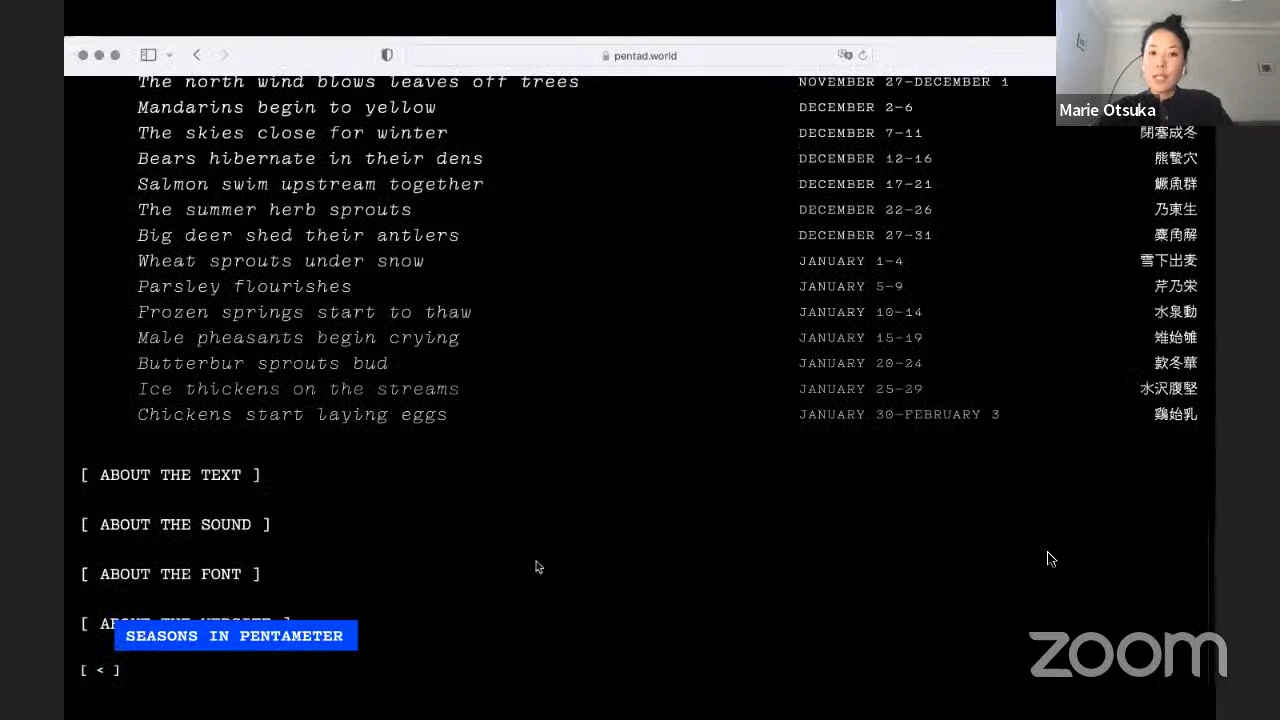 pentad.world
The north wind blows leaves off trees NOVEMBER 27–DECEMBER 1
Marie Otsuka
Mandarins begin to yellow DECEMBER 2–6
The skies close for winter DECEMBER 7–11 閉塞成冬
Bears hibernate in their dens DECEMBER 12–16 熊蟄穴
Salmon swim upstream together DECEMBER 17–21 鱖魚群
The summer herb sprouts DECEMBER 22–26 乃東生
Big deer shed their antlers DECEMBER 27–31 麋角解
Wheat sprouts under snow JANUARY 1–4 雪下出麦
Parsley flourishes JANUARY 5–9 芹乃栄
Frozen springs start to thaw JANUARY 10–14 水泉動
Male pheasants begin crying JANUARY 15–19 雉始雊
Butterbur sprouts bud JANUARY 20–24 款冬華
Ice thickens on the streams JANUARY 25–29 水沢腹堅
Chickens start laying eggs JANUARY 30–FEBRUARY 3 鶏始乳
[ ABOUT THE TEXT ]
[ ABOUT THE SOUND ]
[ ABOUT THE FONT ]
[ ABOUT THE WEBSITE ]
SEASONS IN PENTAMETER
[ < ]
zoom